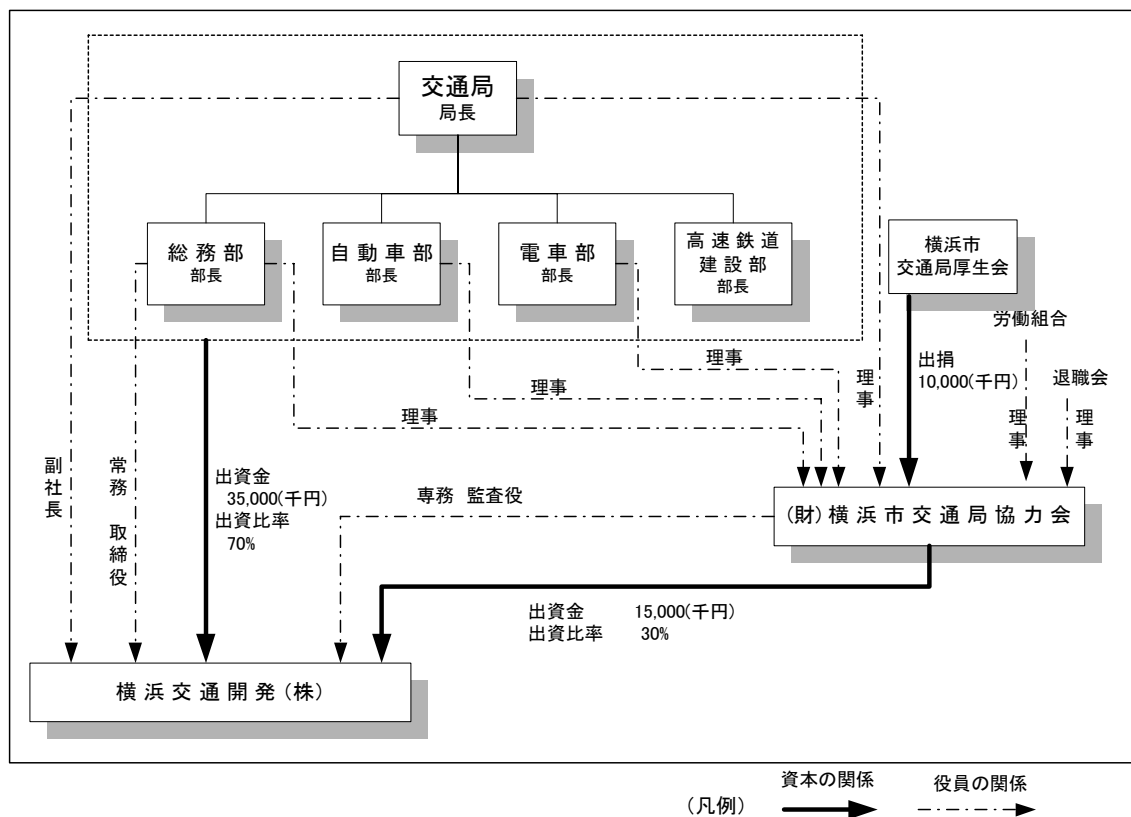 交通局
局長
総務部
部長
自動車部
部長
電車部
部長
高速鉄道
建設部
部長
横浜市
交通局厚生会
労働組合
出捐
10,000(千円)
退職会
理事
理事
理事
理事
理事
理事
副社長
常務 取締役
出資金
35,000(千円)
出資比率
70%
専務 監査役
(財)横浜市交通局協力会
出資金 15,000(千円)
出資比率 30%
横浜交通開発(株)
(凡例) 資本の関係 役員の関係